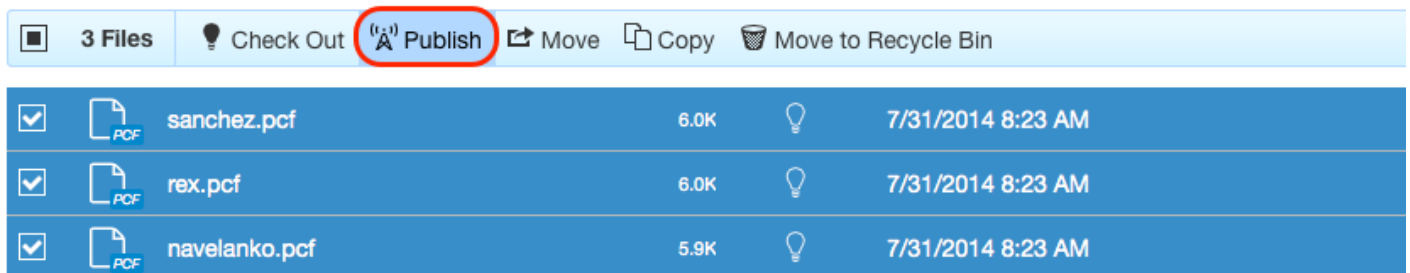 3 Files Check Out Publish Move Copy Move to Recycle Bin
PCF sanchez.pcf 6.0K 7/31/2014 8:23 AM
PCF rex.pcf 6.0K 7/31/2014 8:23 AM
PCF navelanko.pcf 5.9K 7/31/2014 8:23 AM